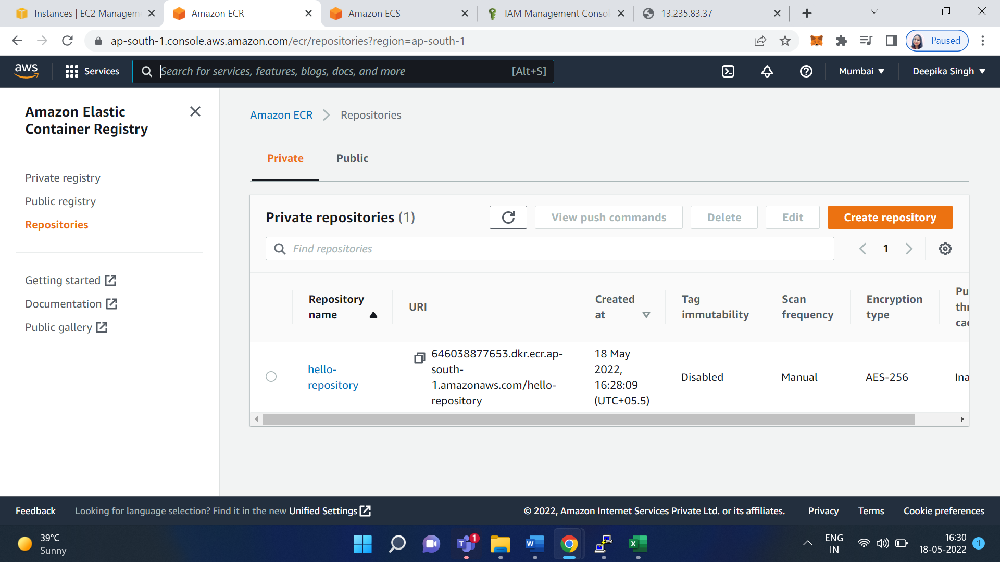 Instances | EC2 Managem
Amazon ECR
Amazon ECS
IAM Management Consol
13.235.83.37
ap-south-1.console.aws.amazon.com/ecr/repositories?region=ap-south-1
Paused
aws
Services
Search for services, features, blogs, docs, and more
[Alt+S]
Mumbai
Deepika Singh
Amazon Elastic
Container Registry
Private registry
Public registry
Repositories
Getting started
Documentation
Public gallery
Amazon ECR
Repositories
Private
Public
Private repositories (1)
View push commands
Delete
Edit
Create repository
Find repositories
1
Repository
name
URI
Created
at
Tag
immutability
Scan
frequency
Encryption
type
Pu
thr
cac
hello-
repository
646038877653.dkr.ecr.ap-
south-
1.amazonaws.com/hello-
repository
18 May
2022,
16:28:09
(UTC+05.5)
Disabled
Manual
AES-256
Ina
Feedback
Looking for language selection? Find it in the new Unified Settings
© 2022, Amazon Internet Services Private Ltd. or its affiliates.
Privacy
Terms
Cookie preferences
39°C
Sunny
T
1
W
X
ENG
IN
16:30
18-05-2022
1